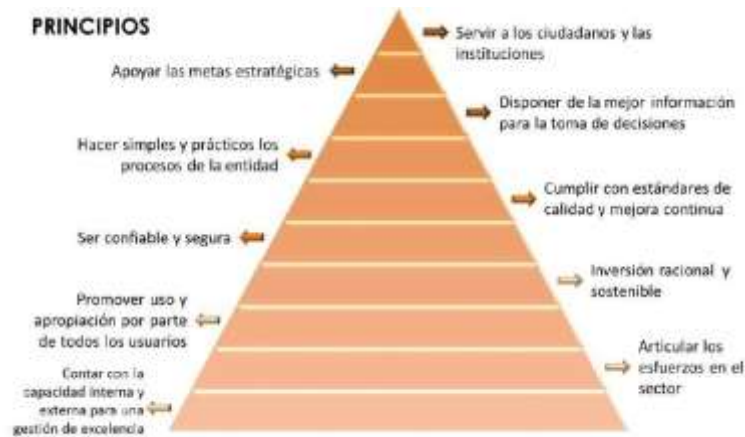 PRINCIPIOS
Servir a los ciudadanos y las
instituciones
Apoyar las metas estratégicas
Disponer de la mejor información
para la toma de decisiones
Hacer simples y prácticos los
procesos de la entidad
Cumplir con estándares de
calidad y mejora continua
Ser confiable y segura
Inversión racional y
sostenible
Promover uso y
apropiación por parte
de todos los usuarios
Articular los
esfuerzos en el
sector
Contar con la
capacidad interna y
externa para una
gestión de excelencia